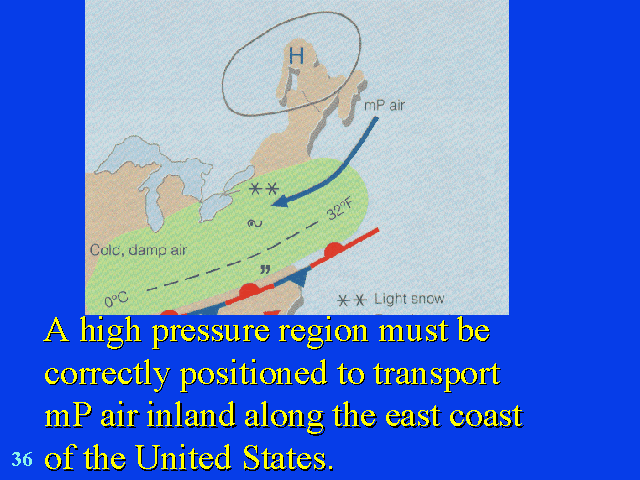 H
mP air
32°F
Cold, damp air
0°C
Light snow
A high pressure region must be
correctly positioned to transport
mP air inland along the east coast
36 of the United States.